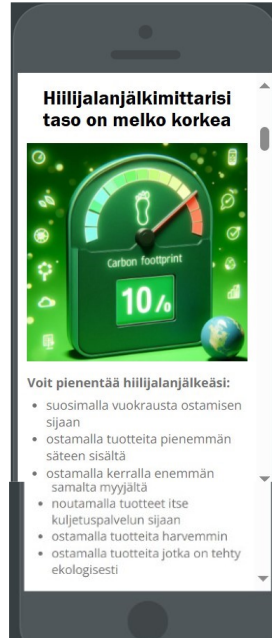 Hiilijalanjälkimittarisi
taso on melko korkea
Carbon foottprint
10%
Voit pienentää hiilijalanjälkeäsi:
• suosimalla vuokrausta ostamisen
sijaan
• ostamalla tuotteita pienemmän
säteen sisältä
• ostamalla kerralla enemmän
samalta myyjältä
• noutamalla tuotteet itse
kuljetuspalvelun sijaan
• ostamalla tuotteita harvemmin
• ostamalla tuotteita jotka on tehty
ekologisesti